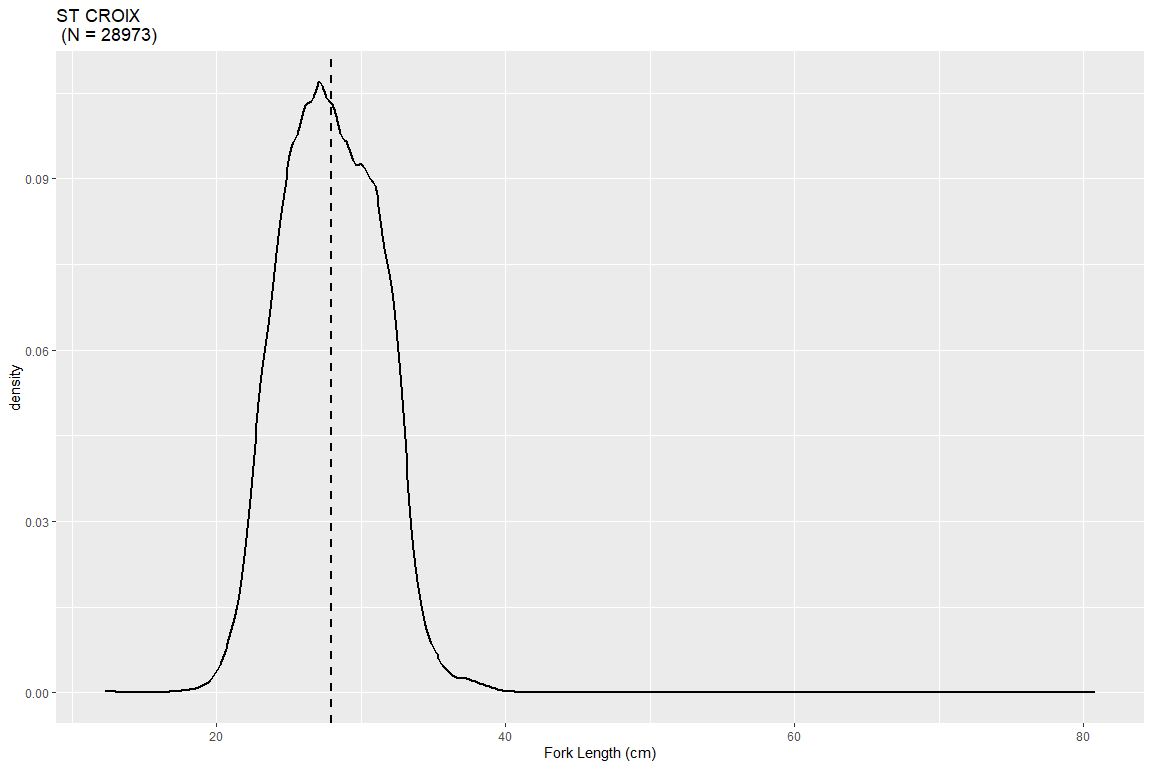 ST CROIX
(N = 28973)
0.09
0.06
0.03
0.00
density
20
40
60
80
Fork Length (cm)